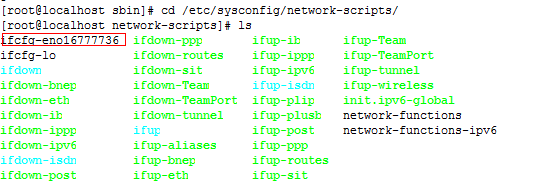 [root@localhost sbin]# cd /etc/sysconfig/network-scripts/
[root@localhost network-scripts]# ls
ifcfg-eno16777736 ifdown-ppp ifup-ib ifup-Team
ifcfg-lo ifdown-routes ifup-ippp ifup-TeamPort
ifdown ifdown-sit ifup-ipv6 ifup-tunnel
ifdown-bnep ifdown-Team ifup-isdn ifup-wireless
ifdown-eth ifdown-TeamPort ifup-plip init.ipv6-global
ifdown-ib ifdown-tunnel ifup-plusb network-functions
ifdown-ippp ifup ifup-post network-functions-ipv6
ifdown-ipv6 ifup-aliases ifup-ppp
ifdown-isdn ifup-bnep ifup-routes
ifdown-post ifup-eth ifup-sit